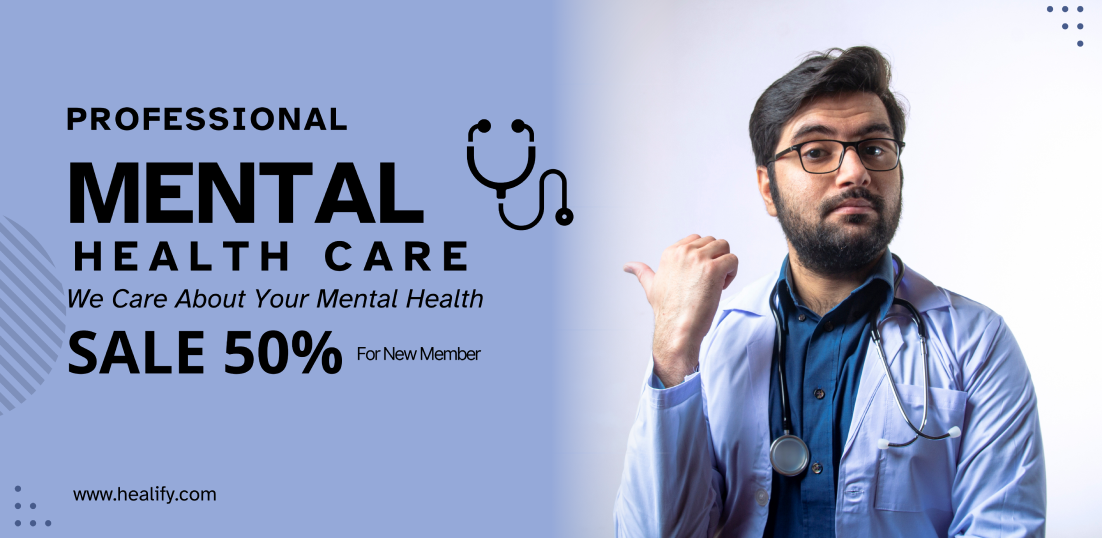 PROFESSIONAL
MENTAL
HEALTH CARE
We Care About Your Mental Health
SALE 50% For New Member
www.healify.com